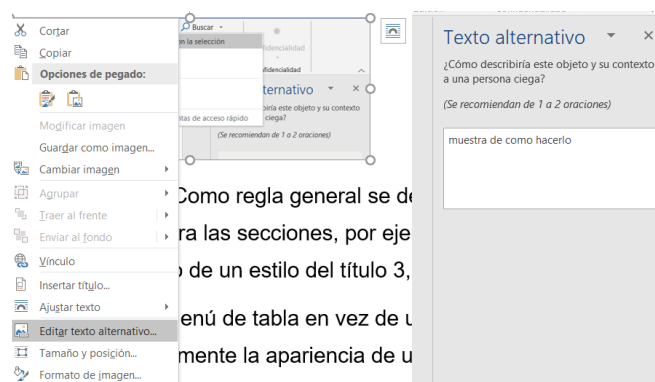 Cortar
Copiar
Opciones de pegado:
Modificar imagen
Guardar como imagen...
Cambiar imagen
Agrupar
Traer al frente
Enviar al fondo
Vínculo
Insertar título...
Ajustar texto
Editar texto alternativo...
Tamaño y posición...
Formato de imagen...
Buscar
n la selección
fidencialidad
nfidencialidad
ternativo
biría este objeto y su contexto
ciega?
ntas de acceso rápido
(Se recomiendan de 1 a 2 oraciones)
Como regla general se de
ra las secciones, por eje
o de un estilo del título 3,
enú de tabla en vez de u
mente la apariencia de u
Texto alternativo
¿Cómo describiría este objeto y su contexto
a una persona ciega?
(Se recomiendan de 1 a 2 oraciones)
muestra de como hacerlo